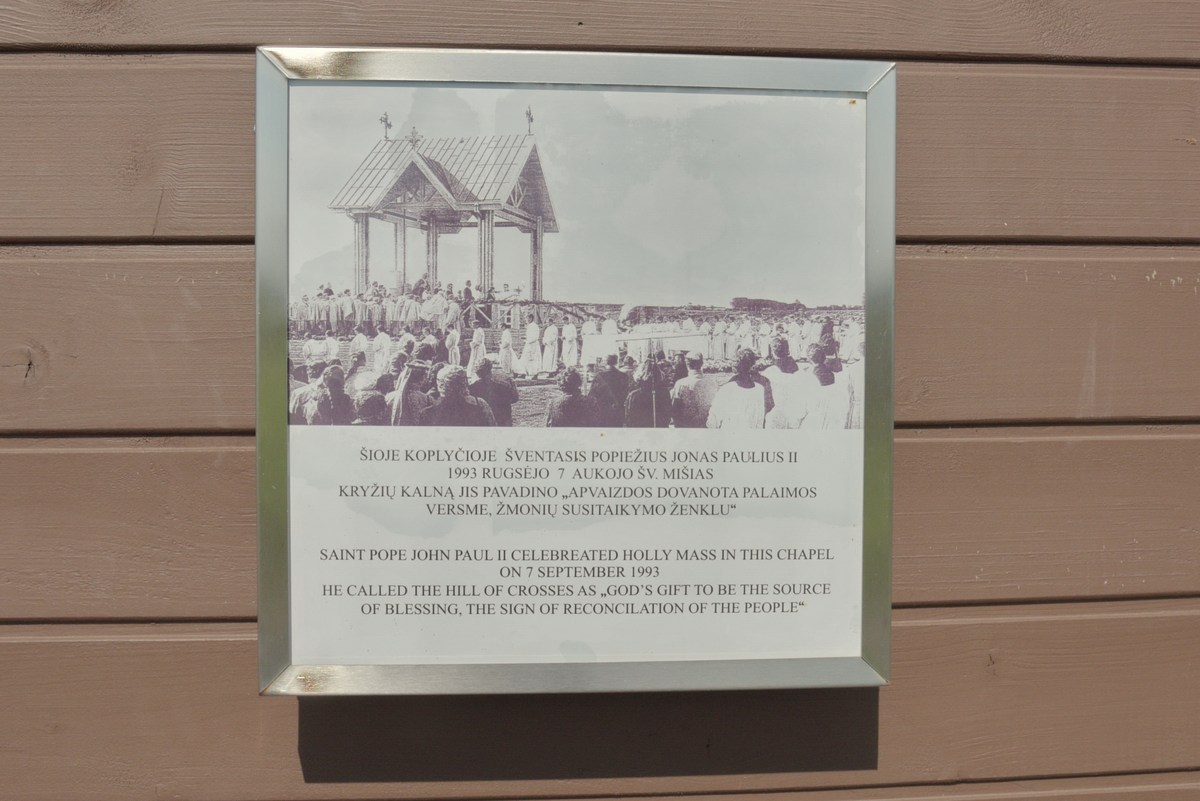 ŠIOJE KOPLYČIOJE ŠVENTASIS POPIEŽIUS JONAS PAULIUS II
1993 RUGSĖJO 7 AUKOJO ŠV. MIŠIAS
KRYŽIŲ KALNĄ JIS PAVADINO „APVAIZDOS DOVANOTA PALAIMOS
VERSME, ŽMONIŲ SUSITAIKYMO ŽENKLU“
SAINT POPE JOHN PAUL II CELEBREATED HOLLY MASS IN THIS CHAPEL
ON 7 SEPTEMBER 1993
HE CALLED THE HILL OF CROSSES AS „GOD'S GIFT TO BE THE SOURCE
OF BLESSING, THE SIGN OF RECONCILATION OF THE PEOPLE“